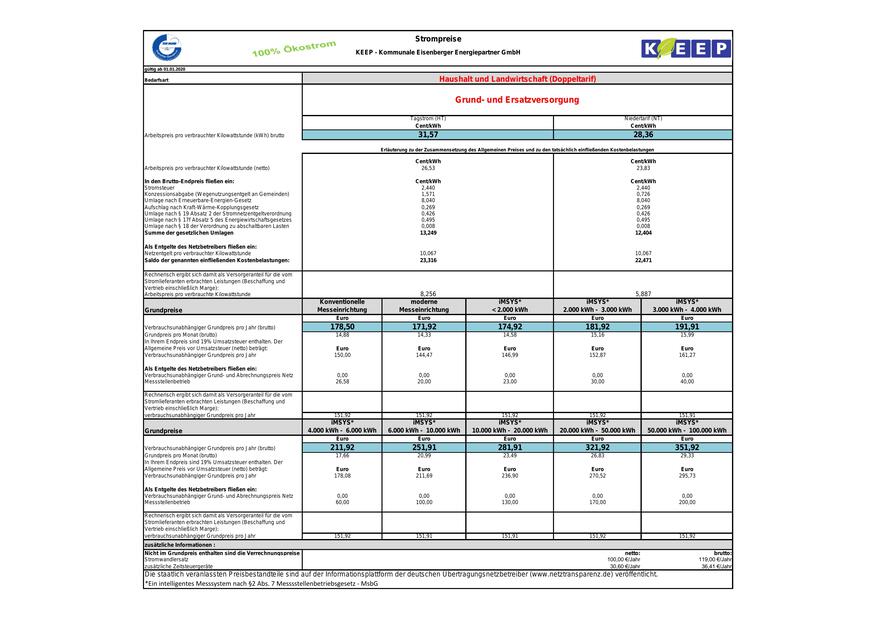 Strompreise
100% Ökostrom
KEEP - Kommunale Eisenberger Energiepartner GmbH
KEEP
gültig ab 01.01.2020
Bedarfsart Haushalt und Landwirtschaft (Doppeltarif)
Grund- und Ersatzversorgung
Tagstrom (HT) Niedertarif (NT)
Cent/kWh Cent/kWh
Arbeitspreis pro verbrauchter Kilowattstunde (kWh) brutto 31,57 28,36
Erläuterung zu der Zusammensetzung des Allgemeinen Preises und zu den tatsächlich einfließenden Kostenbelastungen
Cent/kWh Cent/kWh
Arbeitspreis pro verbrauchter Kilowattstunde (netto) 26,53 23,83
In den Brutto-Endpreis fließen ein: Cent/kWh Cent/kWh
Stromsteuer 2,440 2,440
Konzessionsabgabe (Wegenutzungsentgelt an Gemeinden) 1,571 0,726
Umlage nach Erneuerbare-Energien-Gesetz 8,040 8,040
Aufschlag nach Kraft-Wärme-Kopplungsgesetz 0,269 0,269
Umlage nach § 19 Absatz 2 der Stromnetzentgeltverordnung 0,426 0,426
Umlage nach § 17f Absatz 5 des Energiewirtschaftsgesetzes 0,495 0,495
Umlage nach § 18 der Verordnung zu abschaltbaren Lasten 0,008 0,008
Summe der gesetzlichen Umlagen 13,249 12,404
Als Entgelte des Netzbetreibers fließen ein:
Netzentgelt pro verbrauchter Kilowattstunde 10,067 10,067
Saldo der genannten einfließenden Kostenbelastungen: 23,316 22,471
Rechnerisch ergibt sich damit als Versorgeranteil für die vom
Stromlieferanten erbrachten Leistungen (Beschaffung und
Vertrieb einschließlich Marge):
Arbeitspreis pro verbrauchte Kilowattstunde 8,256 5,887
Konventionelle moderne iMSYS* iMSYS* iMSYS*
Grundpreise Messeinrichtung Messeinrichtung < 2.000 kWh 2.000 kWh - 3.000 kWh 3.000 kWh - 4.000 kWh
Euro Euro Euro Euro Euro
Verbrauchsunabhängiger Grundpreis pro Jahr (brutto) 178,50 171,92 174,92 181,92 191,91
Grundpreis pro Monat (brutto) 14,88 14,33 14,58 15,16 15,99
In Ihrem Endpreis sind 19% Umsatzsteuer enthalten. Der
Allgemeine Preis vor Umsatzsteuer (netto) beträgt: Euro Euro Euro Euro Euro
Verbrauchsunabhängiger Grundpreis pro Jahr 150,00 144,47 146,99 152,87 161,27
Als Entgelte des Netzbetreibers fließen ein:
Verbrauchsunabhängiger Grund- und Abrechnungspreis Netz 0,00 0,00 0,00 0,00 0,00
Messstellenbetrieb 26,58 20,00 23,00 30,00 40,00
Rechnerisch ergibt sich damit als Versorgeranteil für die vom
Stromlieferanten erbrachten Leistungen (Beschaffung und
Vertrieb einschließlich Marge):
verbrauchsunabhängiger Grundpreis pro Jahr 151,92 151,92 151,92 151,92 151,91
iMSYS* iMSYS* iMSYS* iMSYS* iMSYS*
Grundpreise 4.000 kWh - 6.000 kWh 6.000 kWh - 10.000 kWh 10.000 kWh - 20.000 kWh 20.000 kWh - 50.000 kWh 50.000 kWh - 100.000 kWh
Euro Euro Euro Euro Euro
Verbrauchsunabhängiger Grundpreis pro Jahr (brutto) 211,92 251,91 281,91 321,92 351,92
Grundpreis pro Monat (brutto) 17,66 20,99 23,49 26,83 29,33
In Ihrem Endpreis sind 19% Umsatzsteuer enthalten. Der
Allgemeine Preis vor Umsatzsteuer (netto) beträgt: Euro Euro Euro Euro Euro
Verbrauchsunabhängiger Grundpreis pro Jahr 178,08 211,69 236,90 270,52 295,73
Als Entgelte des Netzbetreibers fließen ein:
Verbrauchsunabhängiger Grund- und Abrechnungspreis Netz 0,00 0,00 0,00 0,00 0,00
Messstellenbetrieb 60,00 100,00 130,00 170,00 200,00
Rechnerisch ergibt sich damit als Versorgeranteil für die vom
Stromlieferanten erbrachten Leistungen (Beschaffung und
Vertrieb einschließlich Marge):
verbrauchsunabhängiger Grundpreis pro Jahr 151,92 151,91 151,91 151,92 151,92
zusätzliche Informationen :
Nicht im Grundpreis enthalten sind die Verrechnungspreise netto: brutto:
Stromwandlersatz 100,00 €/Jahr 119,00 €/Jahr
zusätzliche Zeitsteuergeräte 30,60 €/Jahr 36,41 €/Jahr
Die staatlich veranlassten Preisbestandteile sind auf der Informationsplattform der deutschen Übertragungsnetzbetreiber (www.netztransparenz.de) veröffentlicht.
*Ein intelligentes Messsystem nach §2 Abs. 7 Messsstellenbetriebsgesetz - MsbG